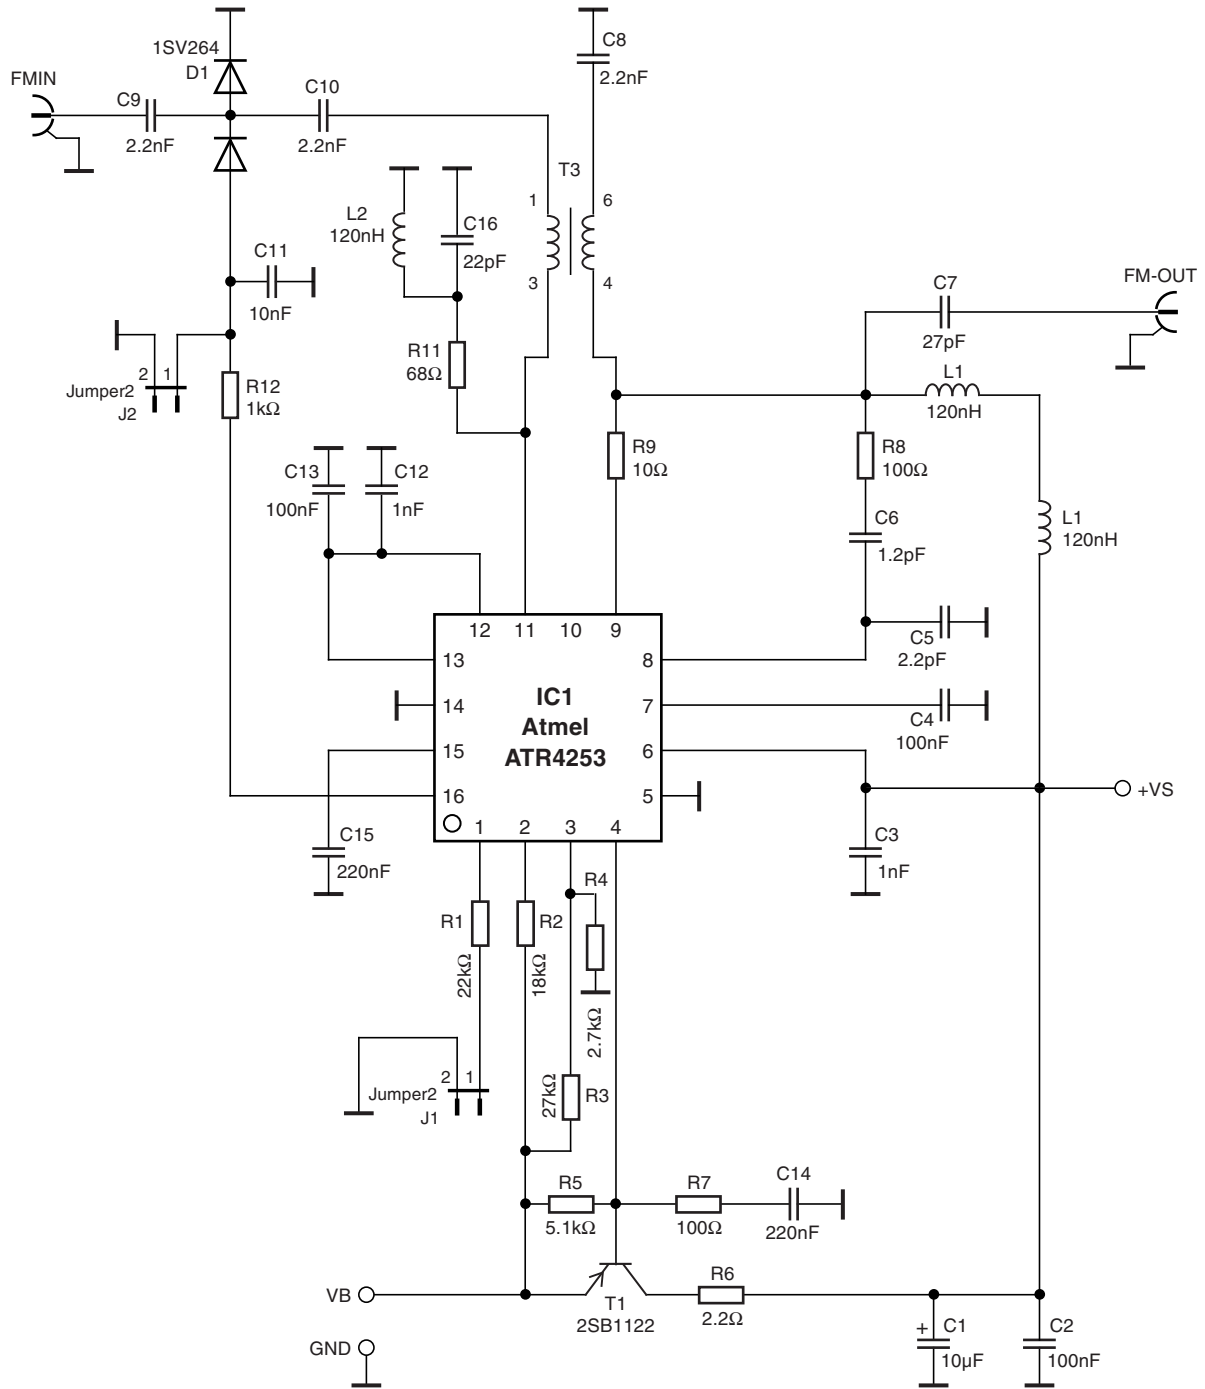 C8
2.2nF
1SV264
D1
FMIN
C9
2.2nF
C10
2.2nF
T3
1
6
3
4
L2
120nH
C16
22pF
C11
10nF
FM-OUT
C7
27pF
2 1
Jumper2
J2
R12
1kΩ
R11
68Ω
L1
120nH
R9
10Ω
R8
100Ω
C13
100nF
C12
1nF
C6
1.2pF
L1
120nH
C5
2.2pF
C4
100nF
12 11 10 9
13
14
15
16
8
7
6
5
IC1
Atmel
ATR4253
1 2 3 4
+VS
C15
220nF
C3
1nF
R1
22kΩ
R2
18kΩ
R4
2.7kΩ
27kΩ
R3
2 1
Jumper2
J1
R5
5.1kΩ
R7
100Ω
C14
220nF
VB
T1
2SB1122
R6
2.2Ω
+
C1
10µF
C2
100nF
GND